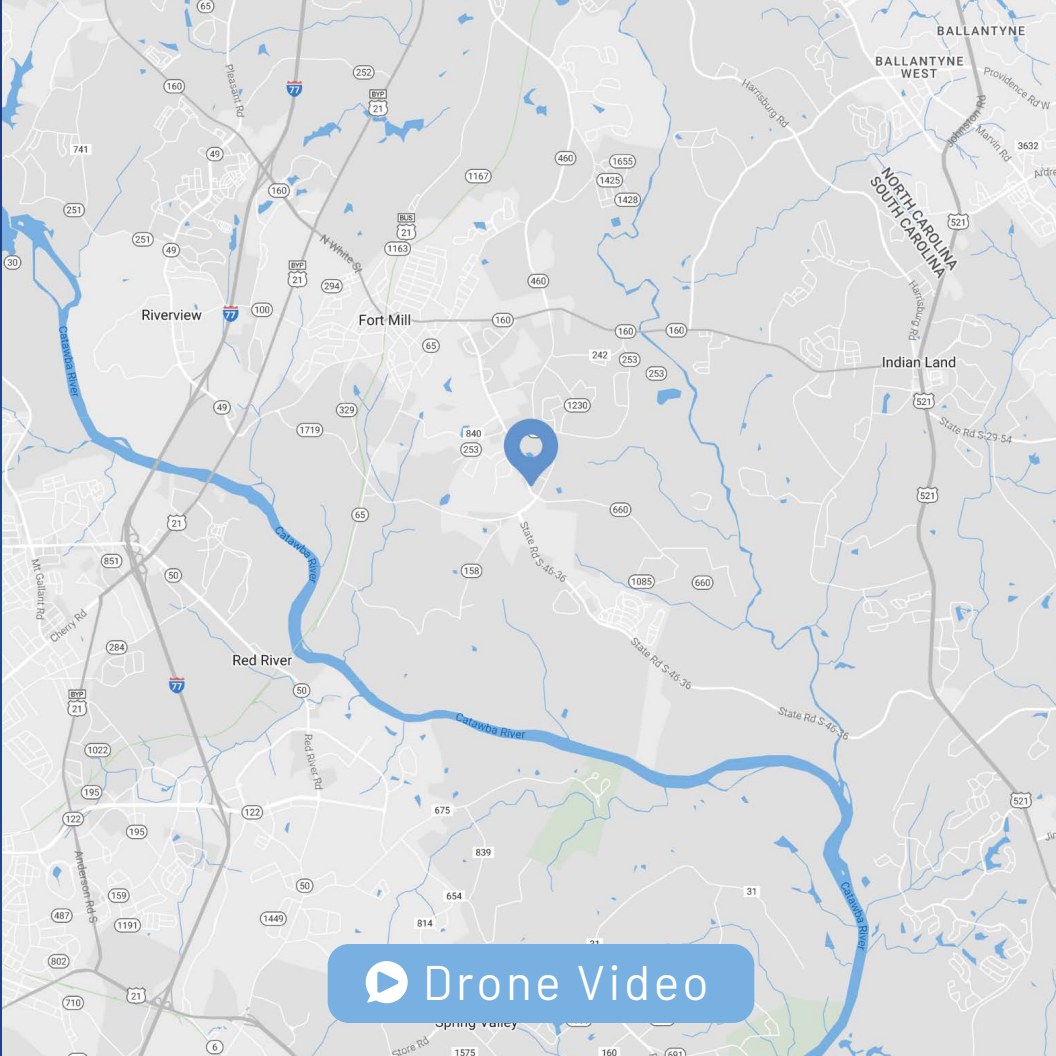 65
BALLANTYNE
BALLANTYNE
WEST
Providence Rd W
252
160
Pleasant Rd
77
BYP
21
Harrisburg Rd
Johnston Rd
Marvin Rd
3632
741
49
460
1655
1425
1428
1167
160
NORTH CAROLINA
SOUTH CAROLINA
251
BUS
21
1163
521
251
49
N White St
30
BYP
21
294
460
Harrisburg Rd
Riverview
77
100
Fort Mill
160
160
160
65
242
253
253
Indian Land
Catawba River
49
329
1230
521
State Rd S-29-54
1719
840
253
521
21
65
660
Catawba River
State Rd S-46-36
851
50
158
1085
660
Mt Gallant Rd
Cherry Rd
284
Red River
State Rd S-46-36
BYP
21
77
50
State Rd S-46-36
Catawba River
1022
Red River Rd
195
122
122
675
521
195
839
Anderson Rd S
159
50
654
31
487
1191
1449
814
Catawba River
31
802
Drone Video
710
21
Spring Valley
6
Store Rd
1575
160
691